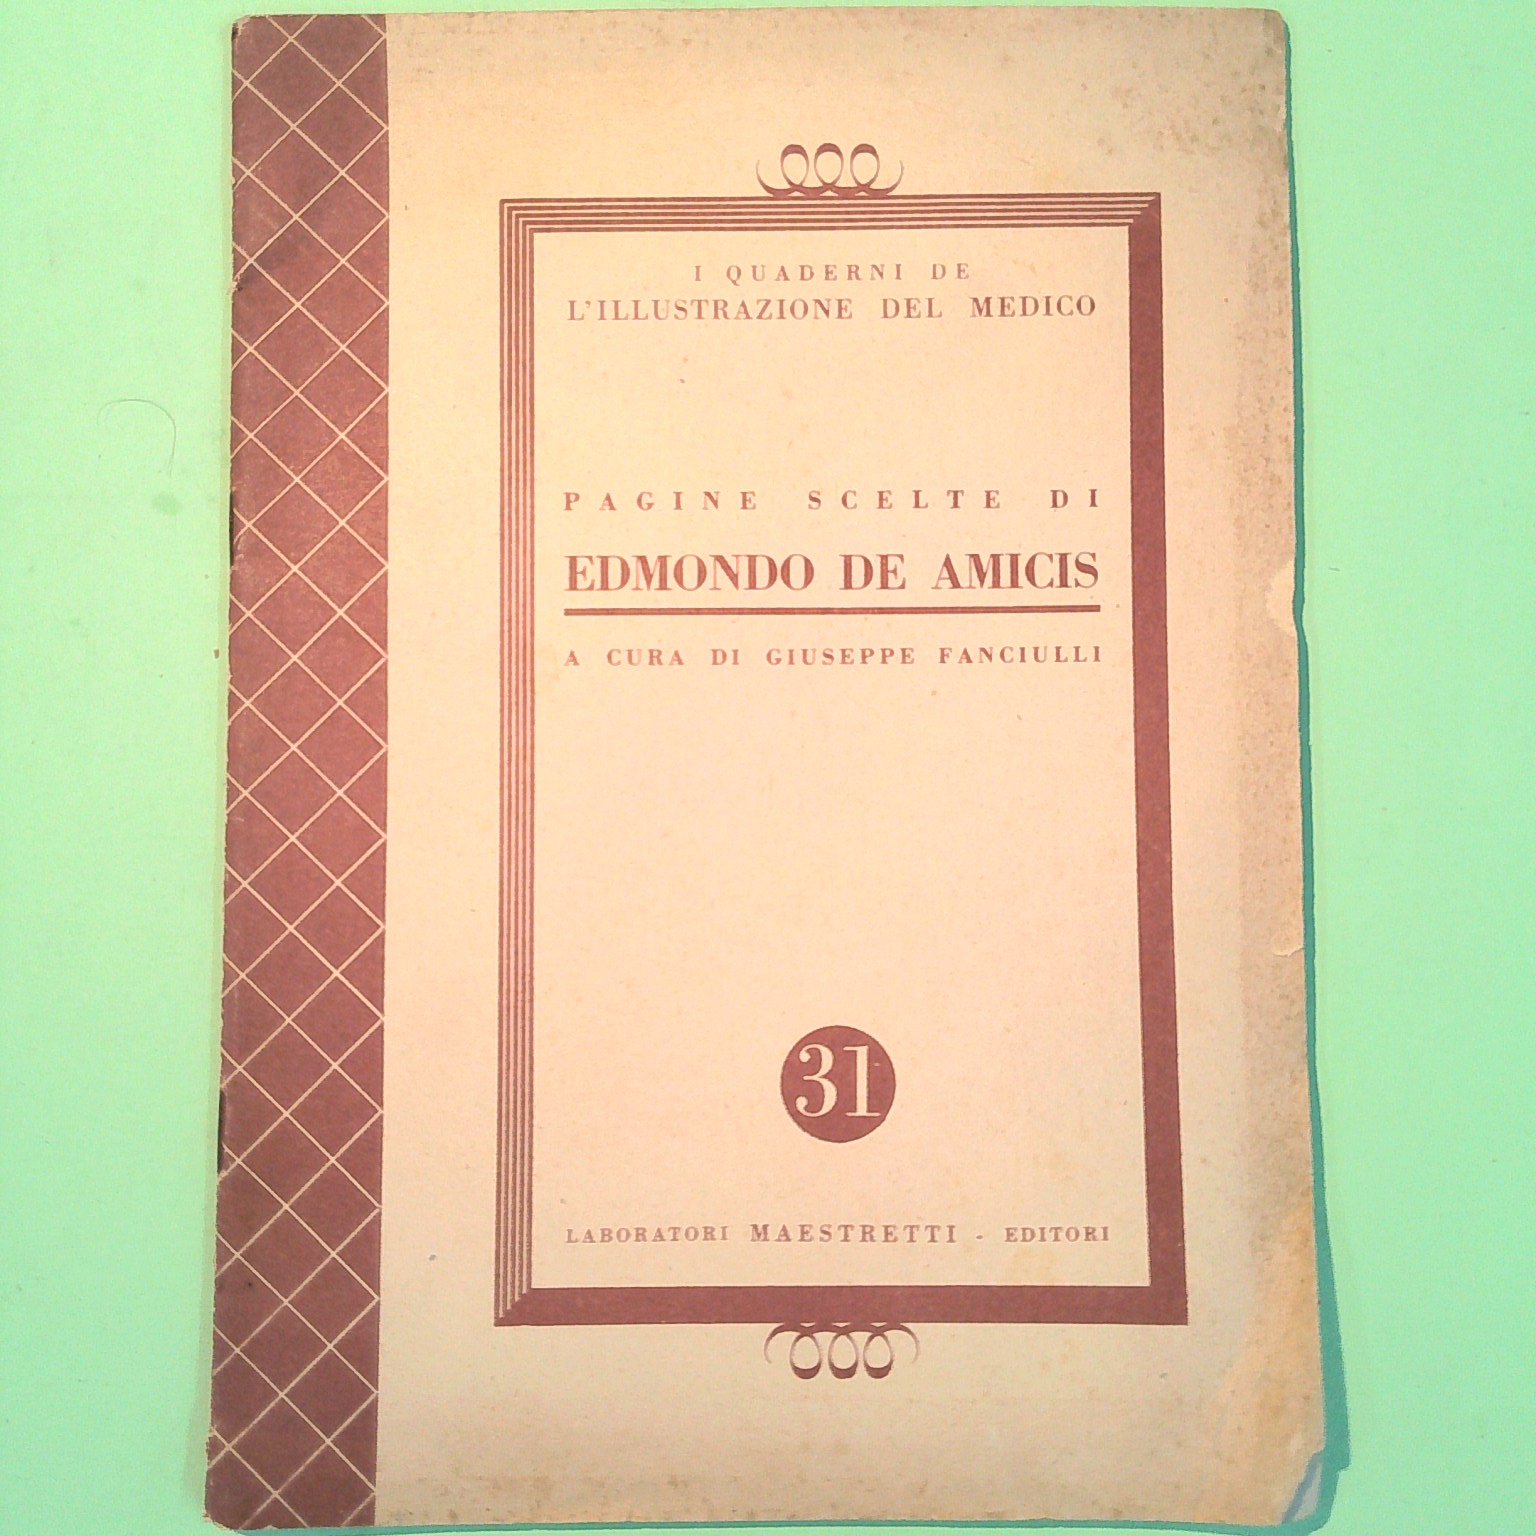 I QUADERNI DE
L'ILLUSTRAZIONE DEL MEDICO
PAGINE SCELTE DI
EDMONDO DE AMICIS
A CURA DI GIUSEPPE FANCIULLI
31
LABORATORI MAESTRETTI - EDITORI